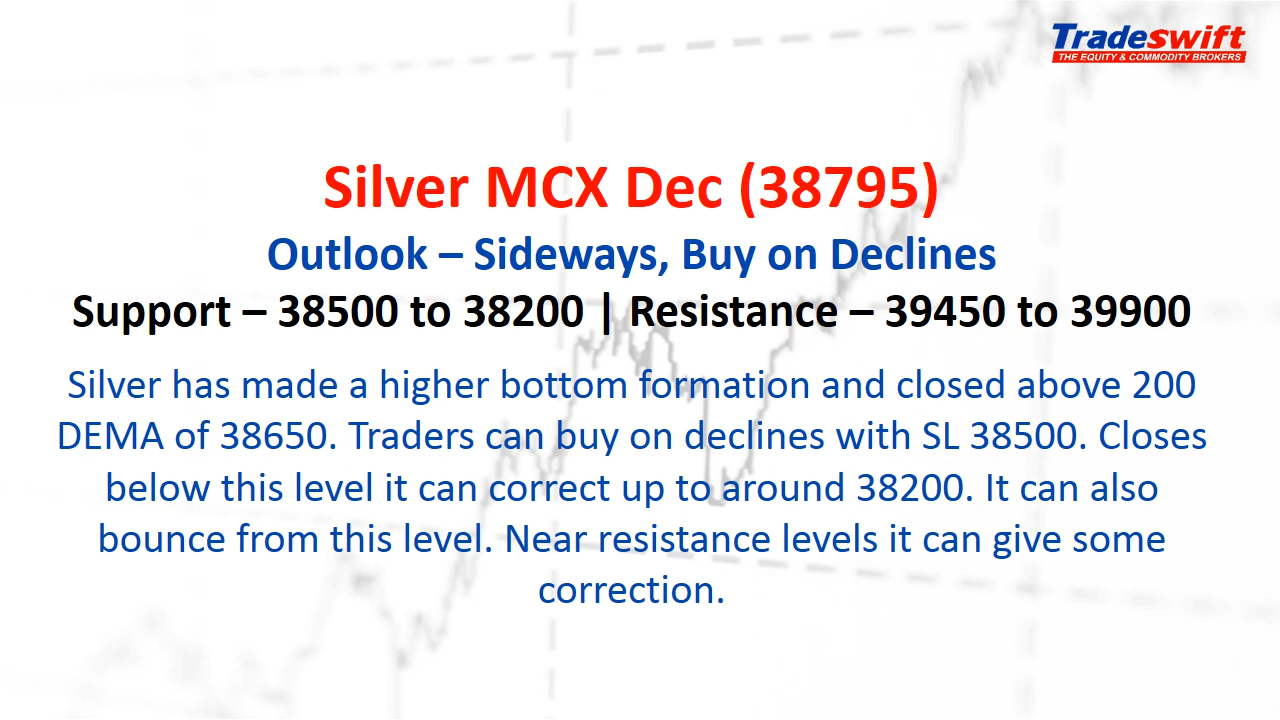 Tradeswift
THE EQUITY & COMMODITY BROKERS
Silver MCX Dec (38795)
Outlook – Sideways, Buy on Declines
Support – 38500 to 38200 | Resistance – 39450 to 39900
Silver has made a higher bottom formation and closed above 200
DEMA of 38650. Traders can buy on declines with SL 38500. Closes
below this level it can correct up to around 38200. It can also
bounce from this level. Near resistance levels it can give some
correction.